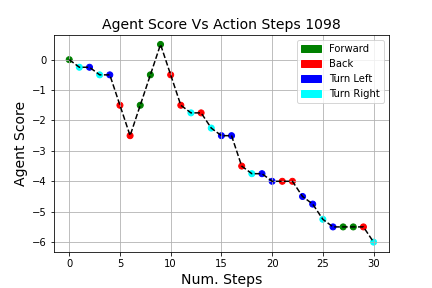 Agent Score Vs Action Steps 1098
Forward
Back
Turn Left
Turn Right
Agent Score
0
−1
−2
−3
−4
−5
−6
0 5 10 15 20 25 30
Num. Steps